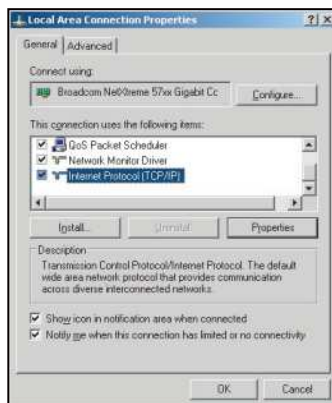 Local Area Connection Properties
General Advanced
Connect using:
Broadcom NetXtreme 57xx Gigabit Cc Configure...
This connection uses the following items:
QoS Packet Scheduler
Network Monitor Driver
Internet Protocol (TCP/IP)
Install... Uninstall Properties
Description
Transmission Control Protocol/Internet Protocol. The default
wide area network protocol that provides communication
across diverse interconnected networks.
Show icon in notification area when connected
Notify me when this connection has limited or no connectivity
OK Cancel